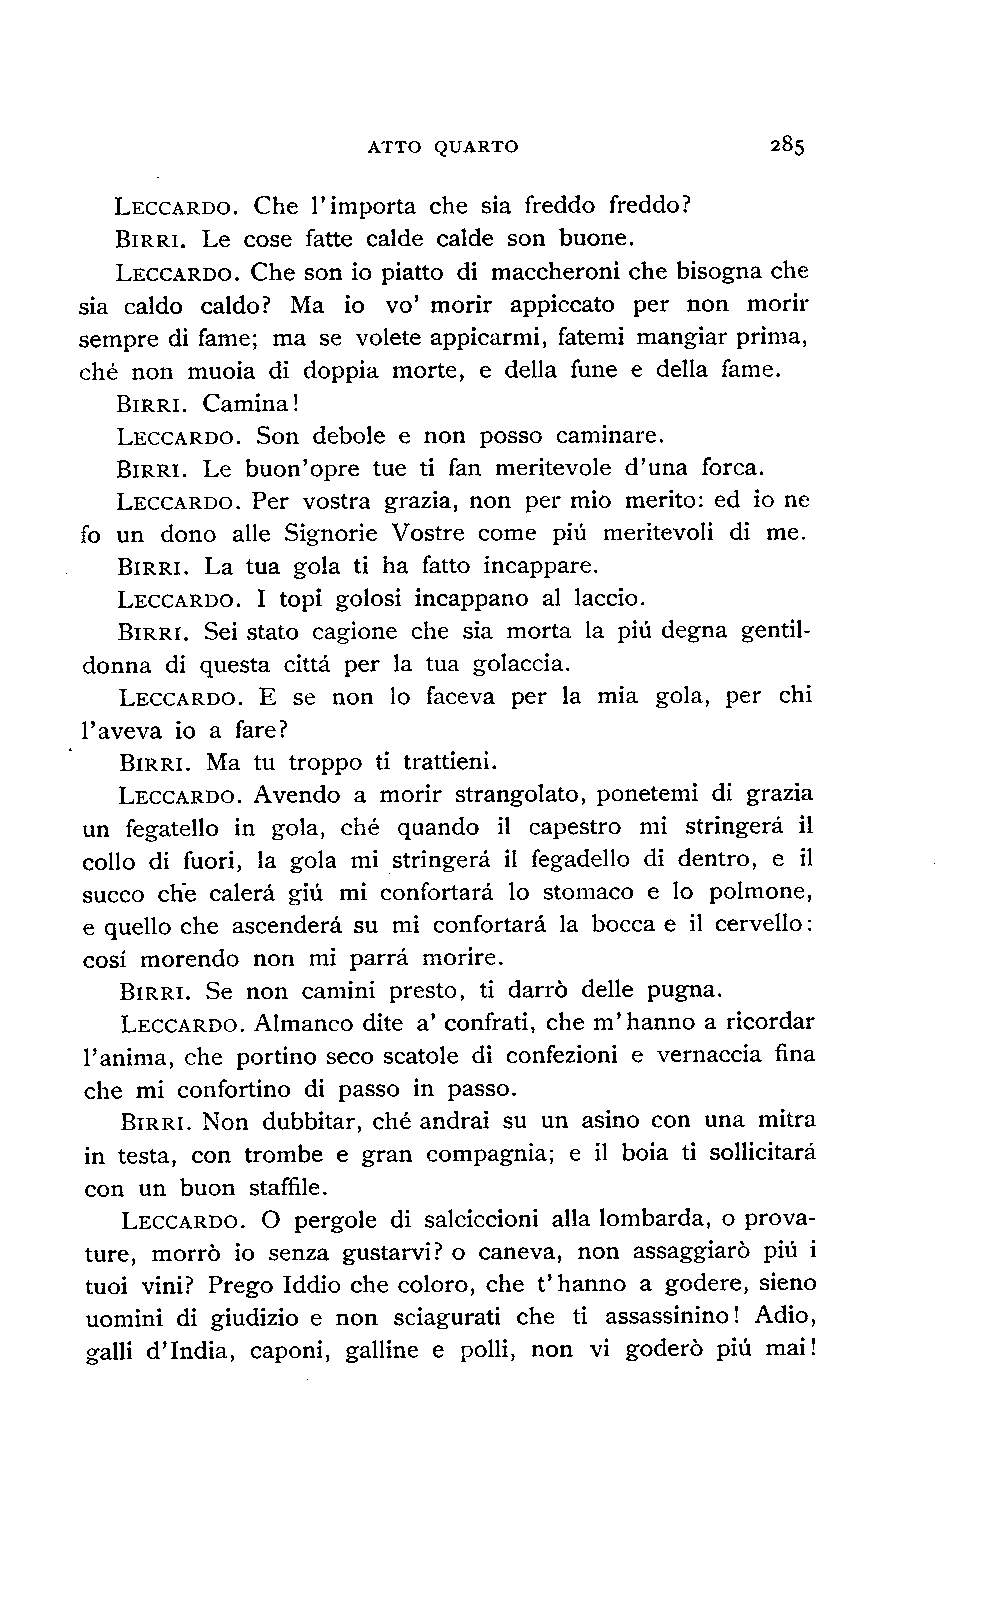 ATTO QUARTO 285
LECCARDO. Che l'importa che sia freddo freddo?
BIRRI. Le cose fatte calde calde son buone.
LECCARDO. Che son io piatto di maccheroni che bisogna che
sia caldo caldo? Ma io vo' morir appiccato per non morir
sempre di fame; ma se volete appicarmi, fatemi mangiar prima,
ché non muoia di doppia morte, e della fune e della fame.
BIRRI. Camina!
LECCARDO. Son debole e non posso caminare.
BIRRI. Le buon'opre tue ti fan meritevole d'una forca.
LECCARDO. Per vostra grazia, non per mio merito: ed io ne
fo un dono alle Signorie Vostre come piú meritevoli di me.
BIRRI. La tua gola ti ha fatto incappare.
LECCARDO. I topi golosi incappano al laccio.
BIRRI. Sei stato cagione che sia morta la piú degna gentil-
donna di questa cittá per la tua golaccia.
LECCARDO. E se non lo faceva per la mia gola, per chi
l'aveva io a fare?
BIRRI. Ma tu troppo ti trattieni.
LECCARDO. Avendo a morir strangolato, ponetemi di grazia
un fegatello in gola, ché quando il capestro mi stringerá il
collo di fuori, la gola mi stringerá il fegadello di dentro, e il
succo che calerá giú mi confortará lo stomaco e lo polmone,
e quello che ascenderá su mi confortará la bocca e il cervello:
cosí morendo non mi parrá morire.
BIRRI. Se non camini presto, ti darrò delle pugna.
LECCARDO. Almanco dite a' confrati, che m'hanno a ricordar
l'anima, che portino seco scatole di confezioni e vernaccia fina
che mi confortino di passo in passo.
BIRRI. Non dubbitar, ché andrai su un asino con una mitra
in testa, con trombe e gran compagnia; e il boia ti sollicitará
con un buon staffile.
LECCARDO. O pergole di salciccioni alla lombarda, o prova-
ture, morrò io senza gustarvi? o caneva, non assaggiarò piú i
tuoi vini? Prego Iddio che coloro, che t'hanno a godere, sieno
uomini di giudizio e non sciagurati che ti assassinino! Adio,
galli d'India, caponi, galline e polli, non vi goderò piú mai!